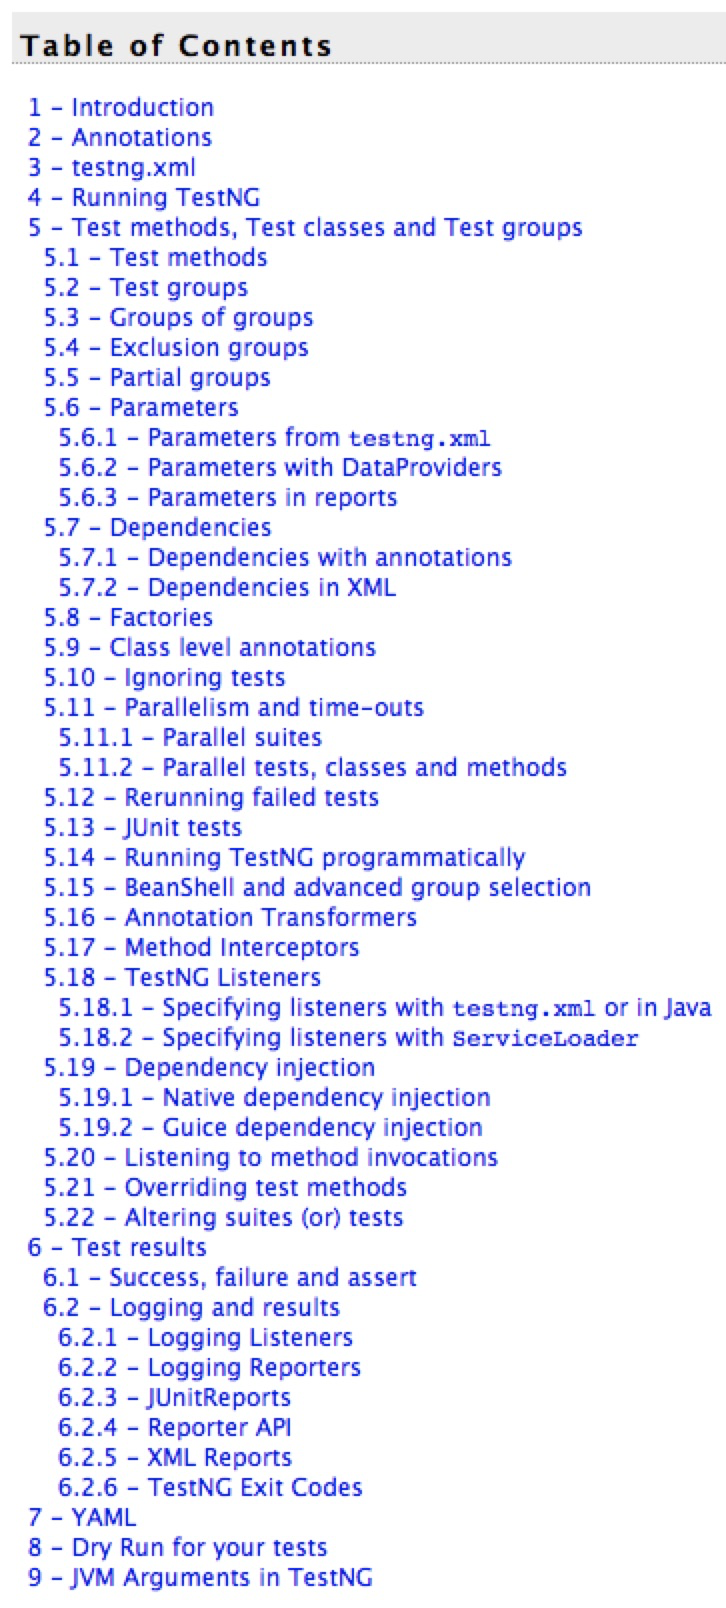 Table of Contents
1 - Introduction
2 - Annotations
3 - testng.xml
4 - Running TestNG
5 - Test methods, Test classes and Test groups
5.1 - Test methods
5.2 - Test groups
5.3 - Groups of groups
5.4 - Exclusion groups
5.5 - Partial groups
5.6 - Parameters
5.6.1 - Parameters from testng.xml
5.6.2 - Parameters with DataProviders
5.6.3 - Parameters in reports
5.7 - Dependencies
5.7.1 - Dependencies with annotations
5.7.2 - Dependencies in XML
5.8 - Factories
5.9 - Class level annotations
5.10 - Ignoring tests
5.11 - Parallelism and time-outs
5.11.1 - Parallel suites
5.11.2 - Parallel tests, classes and methods
5.12 - Rerunning failed tests
5.13 - JUnit tests
5.14 - Running TestNG programmatically
5.15 - BeanShell and advanced group selection
5.16 - Annotation Transformers
5.17 - Method Interceptors
5.18 - TestNG Listeners
5.18.1 - Specifying listeners with testng.xml or in Java
5.18.2 - Specifying listeners with ServiceLoader
5.19 - Dependency injection
5.19.1 - Native dependency injection
5.19.2 - Guice dependency injection
5.20 - Listening to method invocations
5.21 - Overriding test methods
5.22 - Altering suites (or) tests
6 - Test results
6.1 - Success, failure and assert
6.2 - Logging and results
6.2.1 - Logging Listeners
6.2.2 - Logging Reporters
6.2.3 - JUnitReports
6.2.4 - Reporter API
6.2.5 - XML Reports
6.2.6 - TestNG Exit Codes
7 - YAML
8 - Dry Run for your tests
9 - JVM Arguments in TestNG